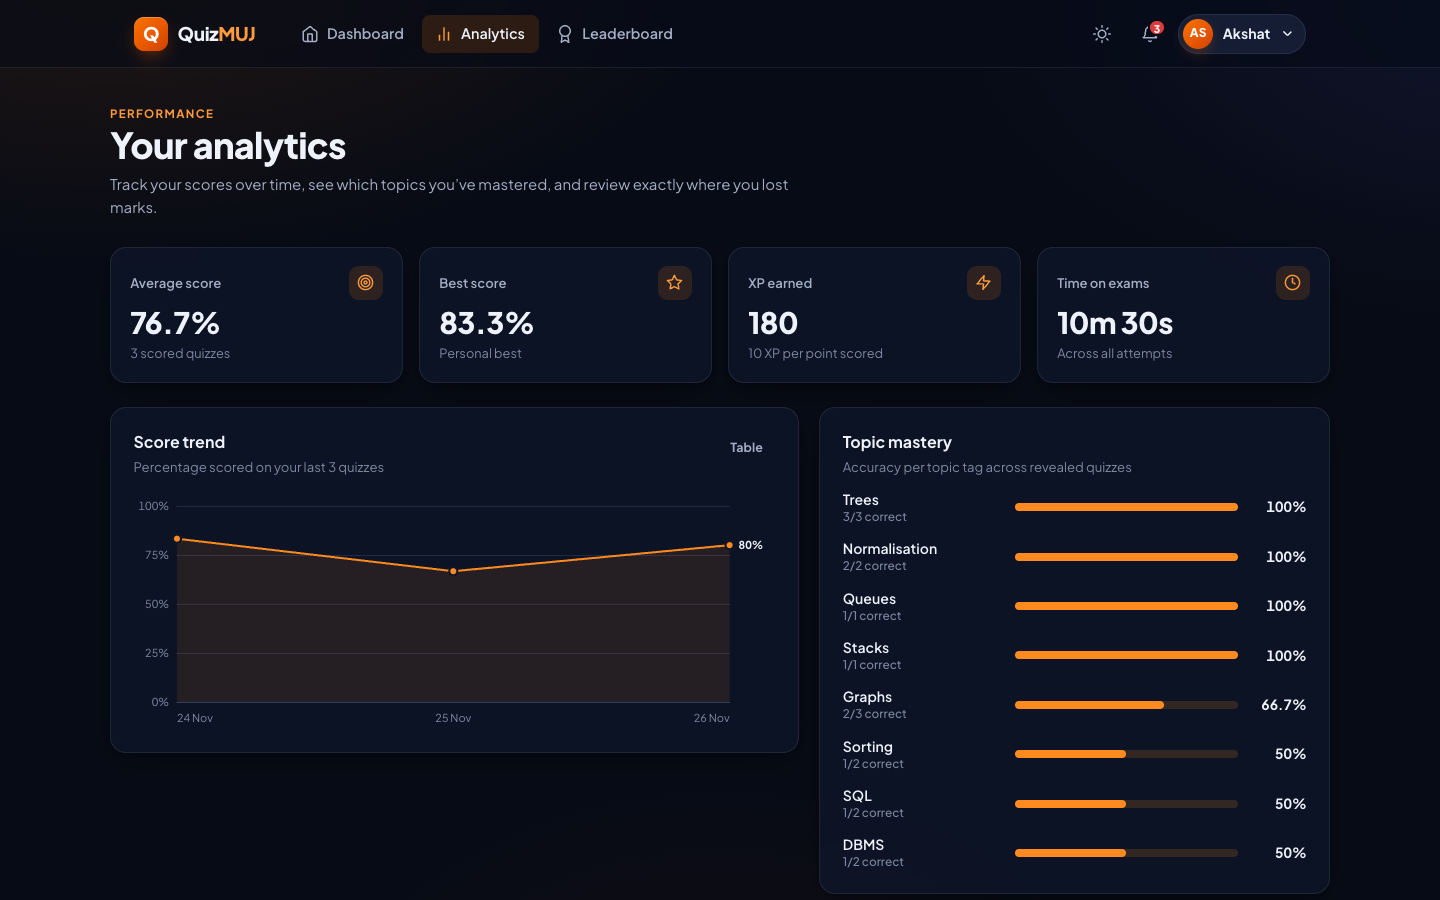 Q QuizMUJ Dashboard Analytics Leaderboard 3 AS Akshat
PERFORMANCE
Your analytics
Track your scores over time, see which topics you've mastered, and review exactly where you lost
marks.
Average score
76.7%
3 scored quizzes
Best score
83.3%
Personal best
XP earned
180
10 XP per point scored
Time on exams
10m 30s
Across all attempts
Score trend
Percentage scored on your last 3 quizzes
Table
100%
75%
50%
25%
0%
80%
24 Nov 25 Nov 26 Nov
Topic mastery
Accuracy per topic tag across revealed quizzes
Trees
3/3 correct
100%
Normalisation
2/2 correct
100%
Queues
1/1 correct
100%
Stacks
1/1 correct
100%
Graphs
2/3 correct
66.7%
Sorting
1/2 correct
50%
SQL
1/2 correct
50%
DBMS
1/2 correct
50%